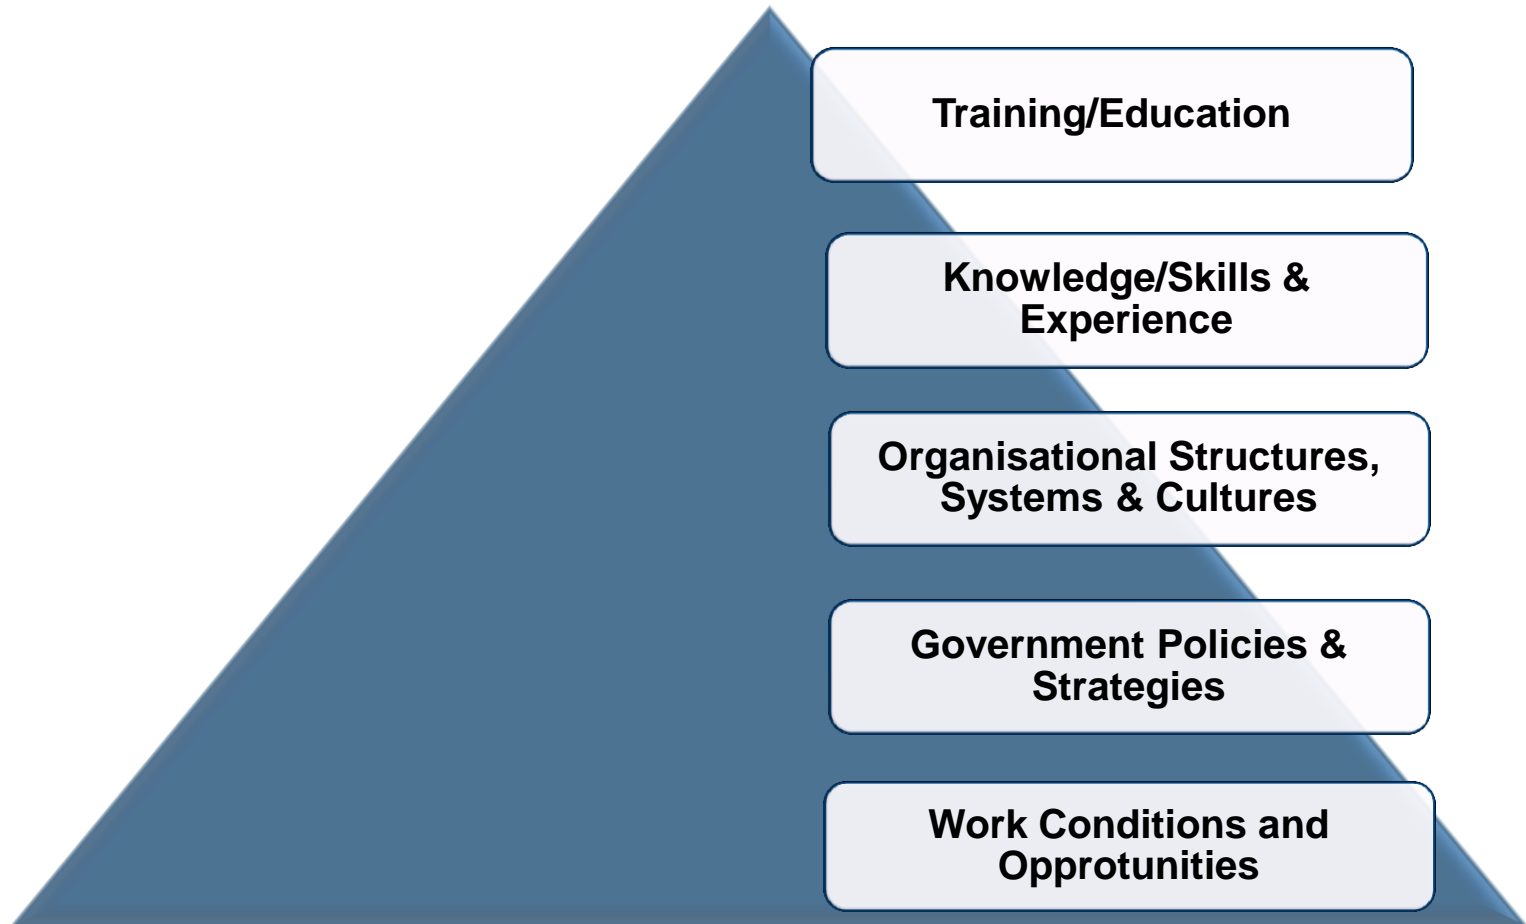 Training/Education
Knowledge/Skills &
Experience
Organisational Structures,
Systems & Cultures
Government Policies &
Strategies
Work Conditions and
Opprotunities